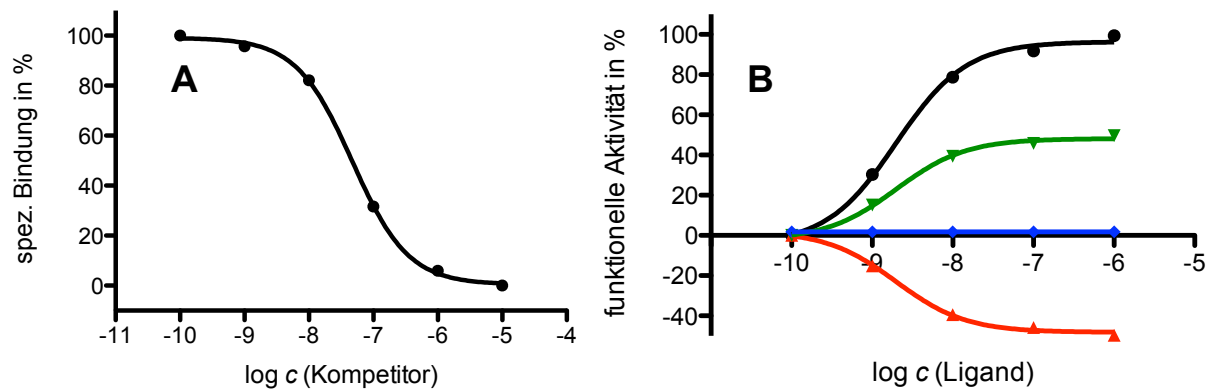 A
spez. Bindung in %
100
80
60
40
20
0
-11 -10 -9 -8 -7 -6 -5 -4
log c (Kompetitor)
B
funktionelle Aktivität in %
100
80
60
40
20
0
-20
-40
-10 -9 -8 -7 -6 -5
log c (Ligand)